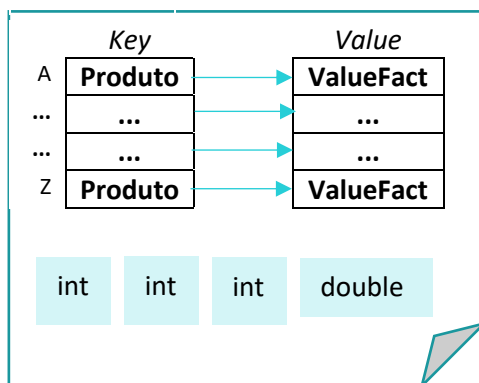 Key Value
A Produto ValueFact
... ... ...
... ... ...
Z Produto ValueFact
int int int double